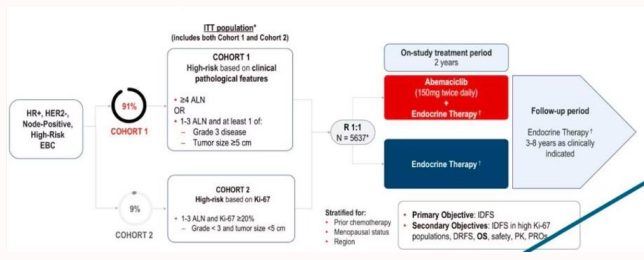 ITT population*
(includes both Cohort 1 and Cohort 2)
HR+, HER2-,
Node-Positive,
High-Risk
EBC
91%
COHORT 1
9%
COHORT 2
COHORT 1
High-risk based on clinical
pathological features
• ≥4 ALN
OR
• 1-3 ALN and at least 1 of:
– Grade 3 disease
– Tumor size ≥5 cm
COHORT 2
High-risk based on Ki-67
• 1-3 ALN and Ki-67 ≥20%
– Grade < 3 and tumor size <5 cm
R 1:1
N = 5637*
Stratified for:
• Prior chemotherapy
• Menopausal status
• Region
On-study treatment period
2 years
Abemaciclib
(150mg twice daily)
+
Endocrine Therapy†
Endocrine Therapy†
Follow-up period
Endocrine Therapy†
3-8 years as clinically
indicated
• Primary Objective: IDFS
• Secondary Objectives: IDFS in high Ki-67
populations, DRFS, OS, safety, PK, PROs